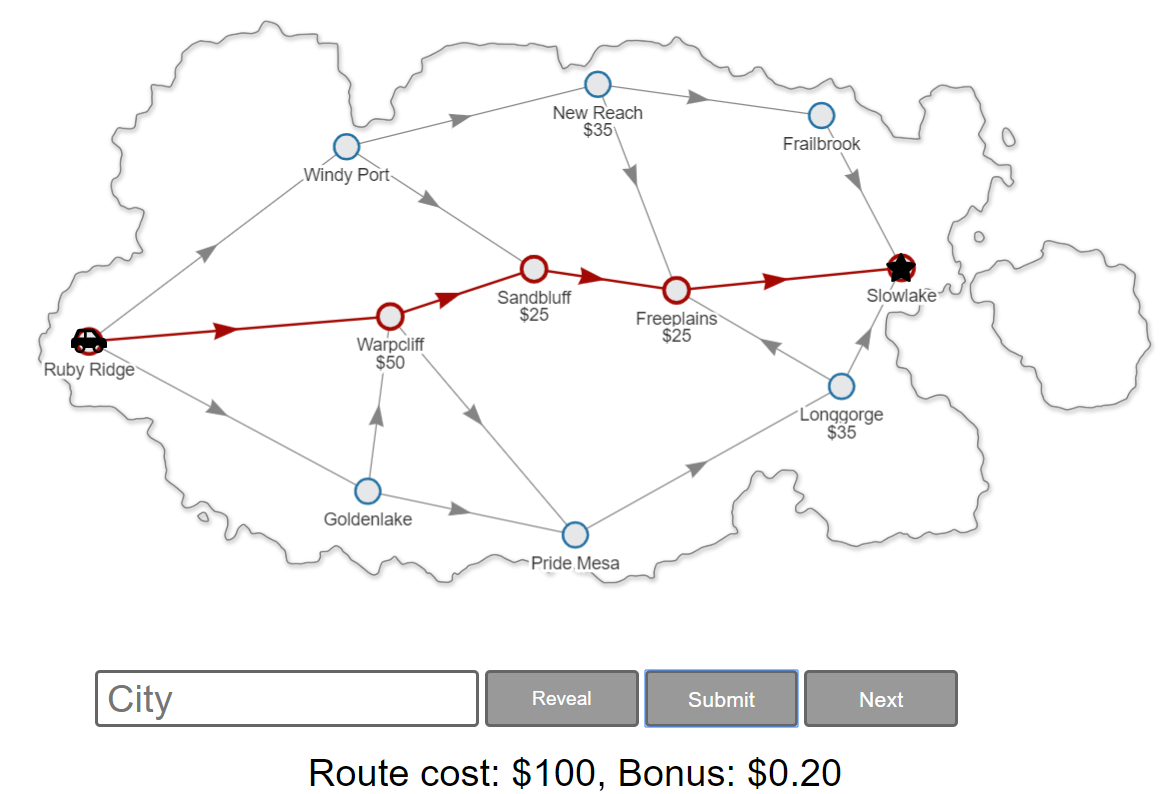 New Reach
$35
Frailbrook
Windy Port
Sandbluff
$25
Slowlake
Freeplains
$25
Warpcliff
$50
Ruby Ridge
Longgorge
$35
Goldenlake
Pride Mesa
City
Reveal
Submit
Next
Route cost: $100, Bonus: $0.20